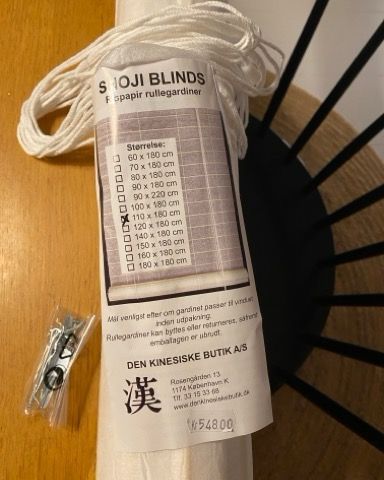 SHOJI BLINDS
Rispapir rullegardiner
Størrelse:
60 x 180 cm
70 x 180 cm
80 x 180 cm
90 x 180 cm
90 x 220 cm
100 x 180 cm
x 110 x 180 cm
120 x 180 cm
140 x 180 cm
150 x 180 cm
160 x 180 cm
180 x 180 cm
Mål venligst efter om gardinet passer til vinduet
inden udpakning.
Rullegardiner kan byttes eller returneres, såfremt
emballagen er ubrudt.
DEN KINESISKE BUTIK A/S
漢
Rosengården 13
1174 København K
Tlf. 33 15 33 66
www.denkinesiskebutik.dk
Kr 548.00